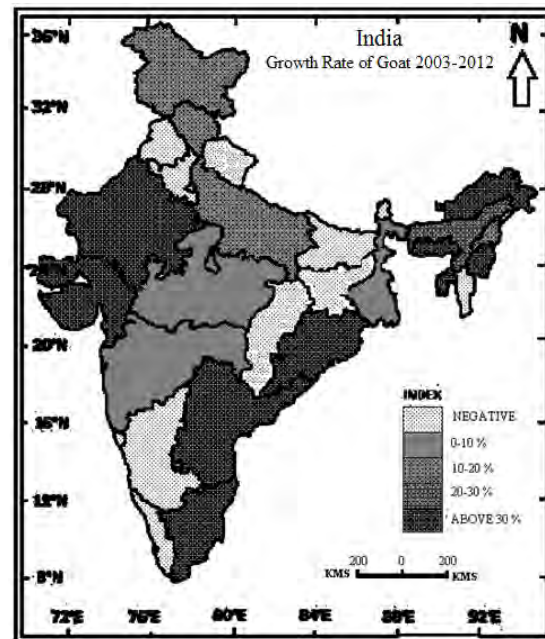 India
Growth Rate of Goat 2003-2012
N
36°N
32°N
28°N
24°N
20°N
16°N
12°N
8°N
INDEX
NEGATIVE
0-10 %
10-20 %
20-30 %
ABOVE 30 %
200 0 200
KMS KMS
72°E 76°E 80°E 84°E 88°E 92°E